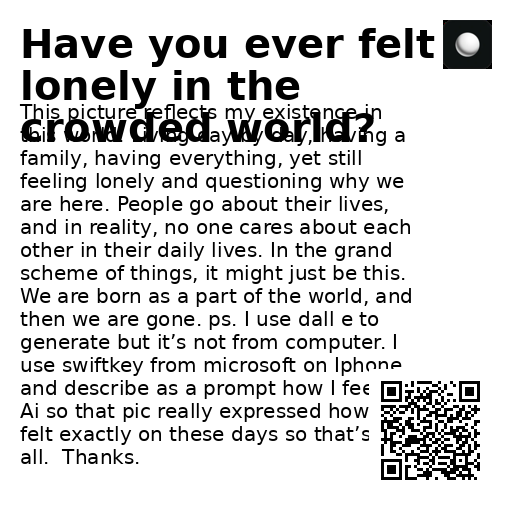 Have you ever felt
lonely in the
crowded world?
This picture reflects my existence in
this world. Living day by day, having a
family, having everything, yet still
feeling lonely and questioning why we
are here. People go about their lives,
and in reality, no one cares about each
other in their daily lives. In the grand
scheme of things, it might just be this.
We are born as a part of the world, and
then we are gone. ps. I use dall e to
generate but it’s not from computer. I
use swiftkey from microsoft on Iphone
and describe as a prompt how I
Ai so that pic really expressed how
felt exactly on these days so that’s
all. Thanks.